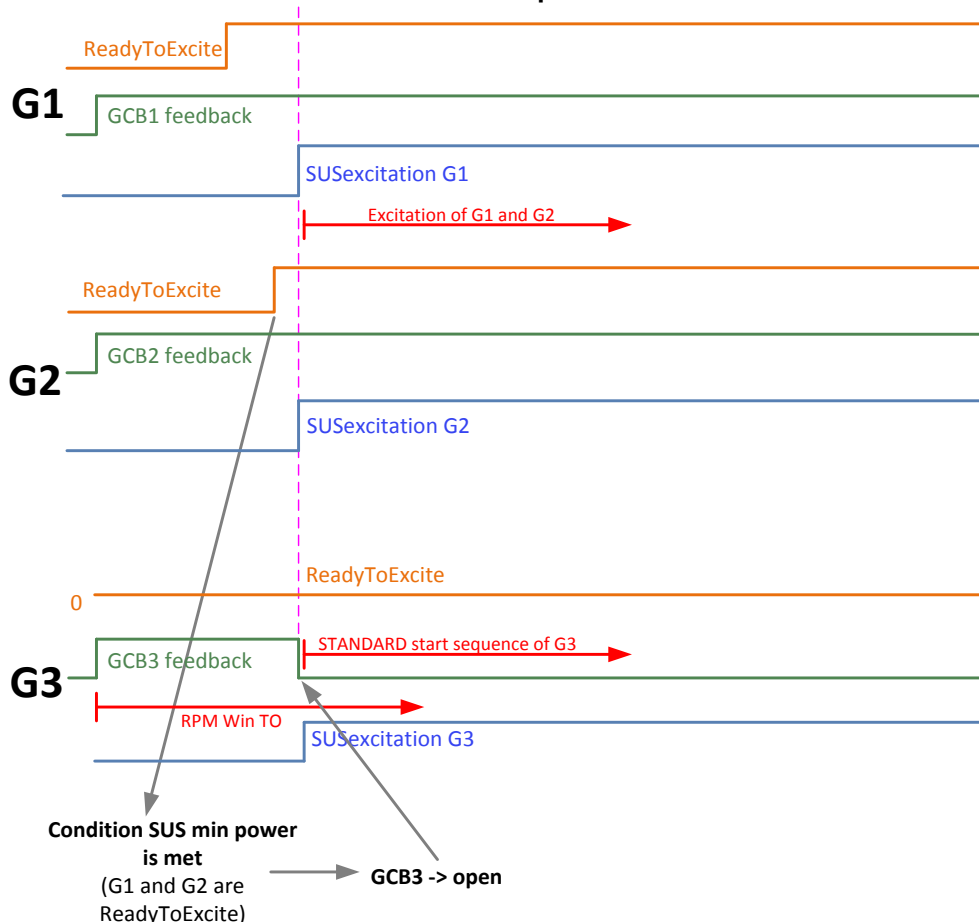 ReadyToExcite
G1
GCB1 feedback
SUSexcitation G1
Excitation of G1 and G2
ReadyToExcite
GCB2 feedback
G2
SUSexcitation G2
ReadyToExcite
0
STANDARD start sequence of G3
GCB3 feedback
G3
RPM Win TO
SUSexcitation G3
Condition SUS min power
is met
(G1 and G2 are
ReadyToExcite)
GCB3 -> open